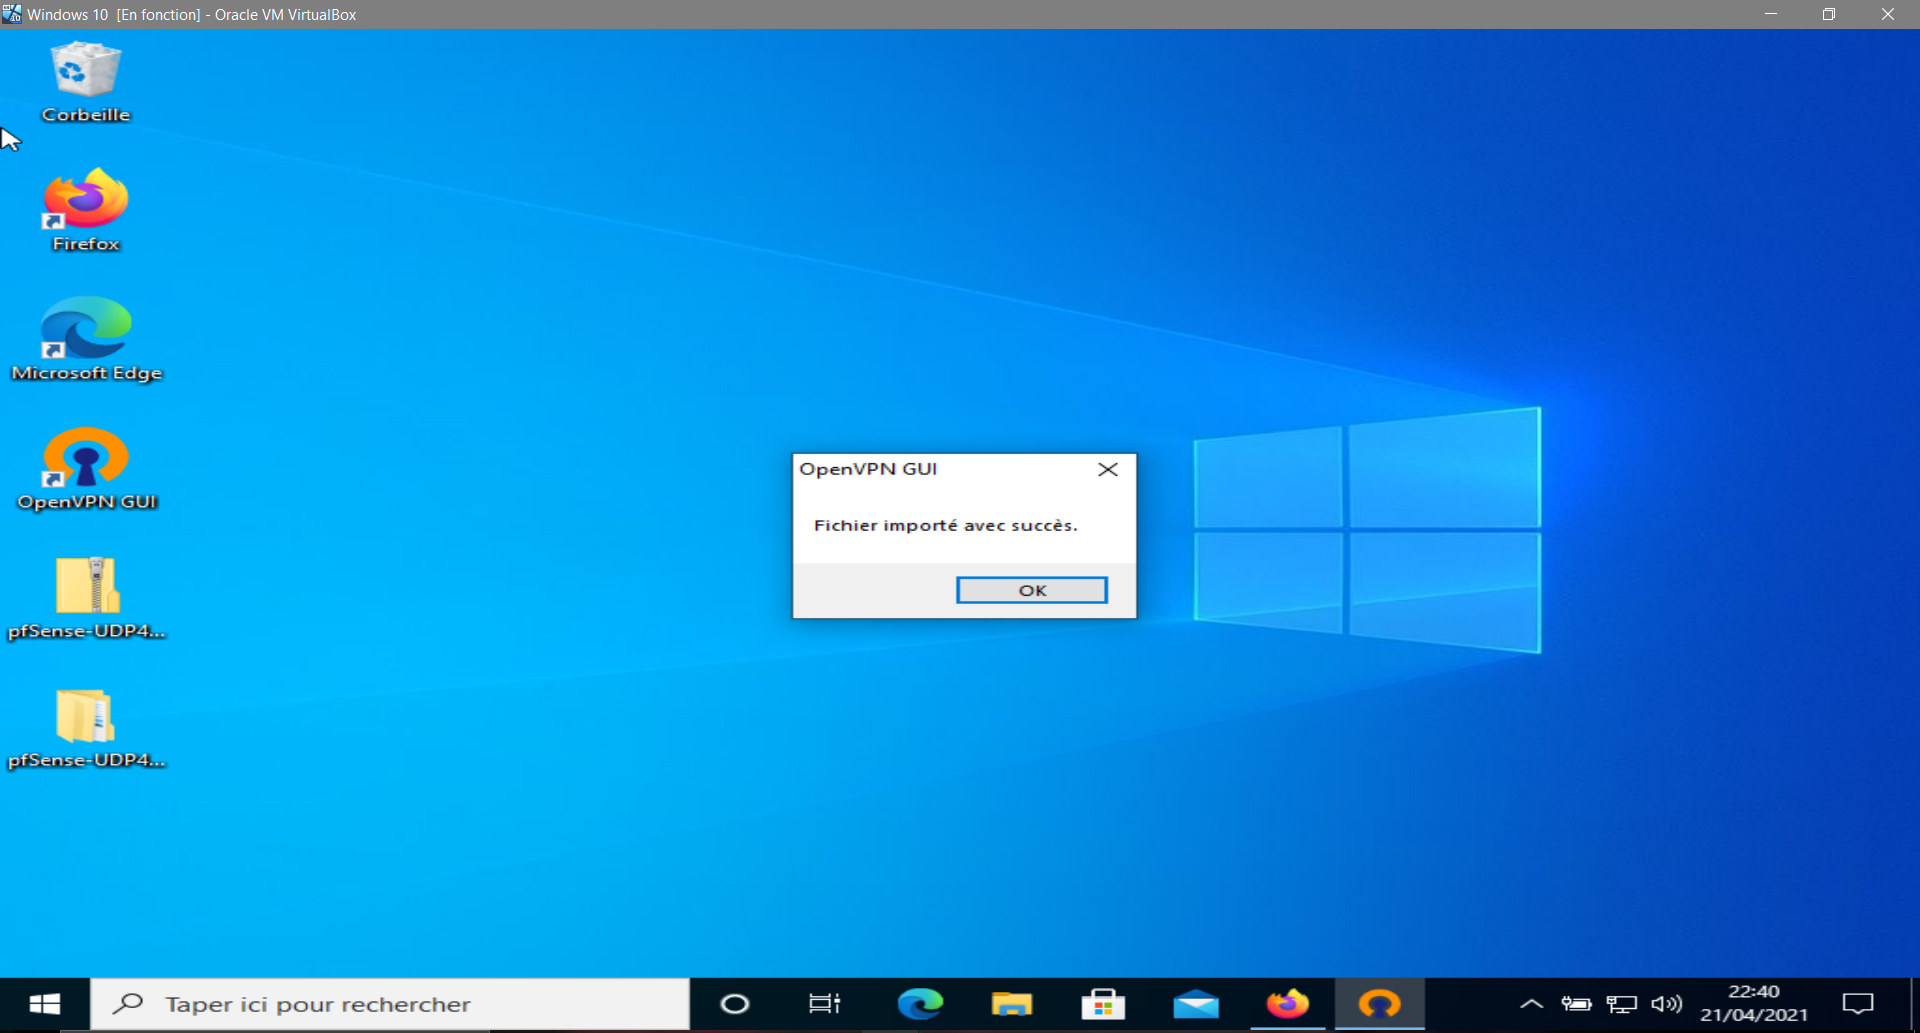 Windows 10 [En fonction] - Oracle VM VirtualBox
Corbeille
Firefox
Microsoft Edge
OpenVPN GUI
pfSense-UDP4...
pfSense-UDP4...
OpenVPN GUI
Fichier importé avec succès.
OK
Taper ici pour rechercher
22:40
21/04/2021